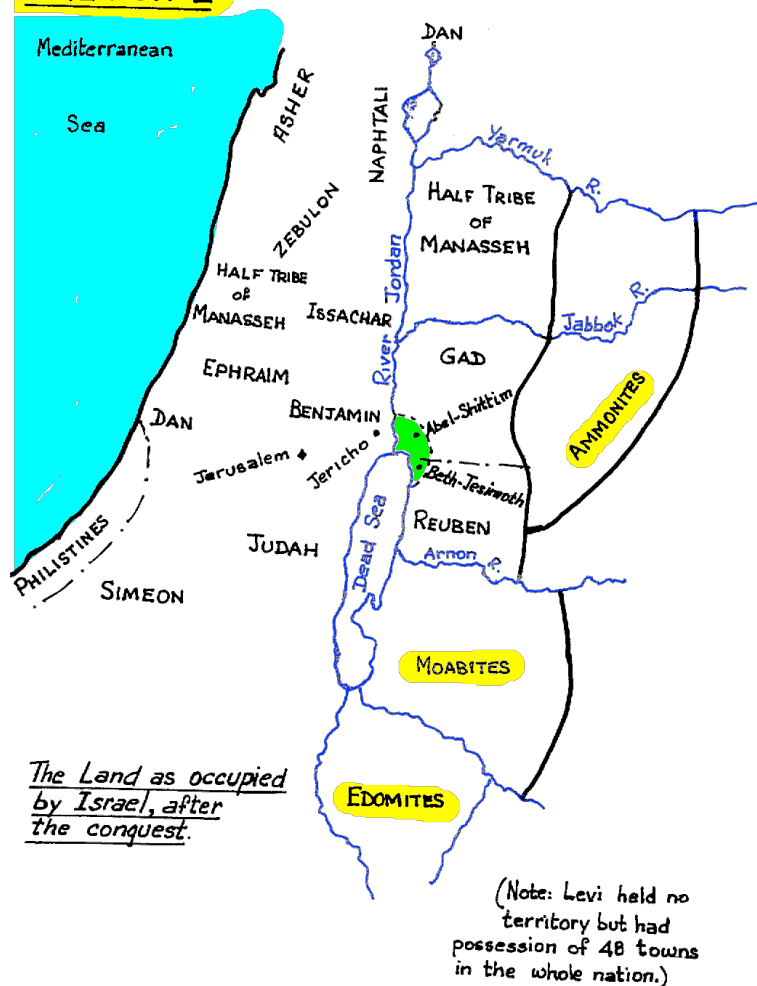 DAN
Mediterranean
Sea
ASHER
NAPHTALI
Yarmuk R.
HALF TRIBE
OF
MANASSEH
ZEBULON
River Jordan
HALF TRIBE
of
MANASSEH
ISSACHAR
Jabbok R.
GAD
EPHRAIM
AMMONITES
BENJAMIN
Abel-Shittim
DAN
Jerusalem
Jericho
Beth-Jesimoth
REUBEN
PHILISTINES
JUDAH
Dead Sea
Arnon R.
SIMEON
MOABITES
EDOMITES
The Land as occupied
by Israel, after
the conquest.
(Note: Levi held no
territory but had
possession of 48 towns
in the whole nation.)